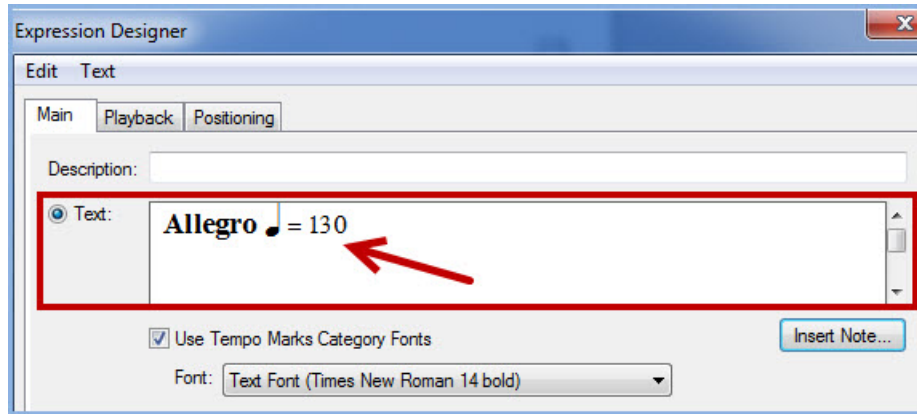 Expression Designer
Edit Text
Main Playback Positioning
Description:
Text: Allegro ♩ = 130
Use Tempo Marks Category Fonts
Insert Note...
Font: Text Font (Times New Roman 14 bold)